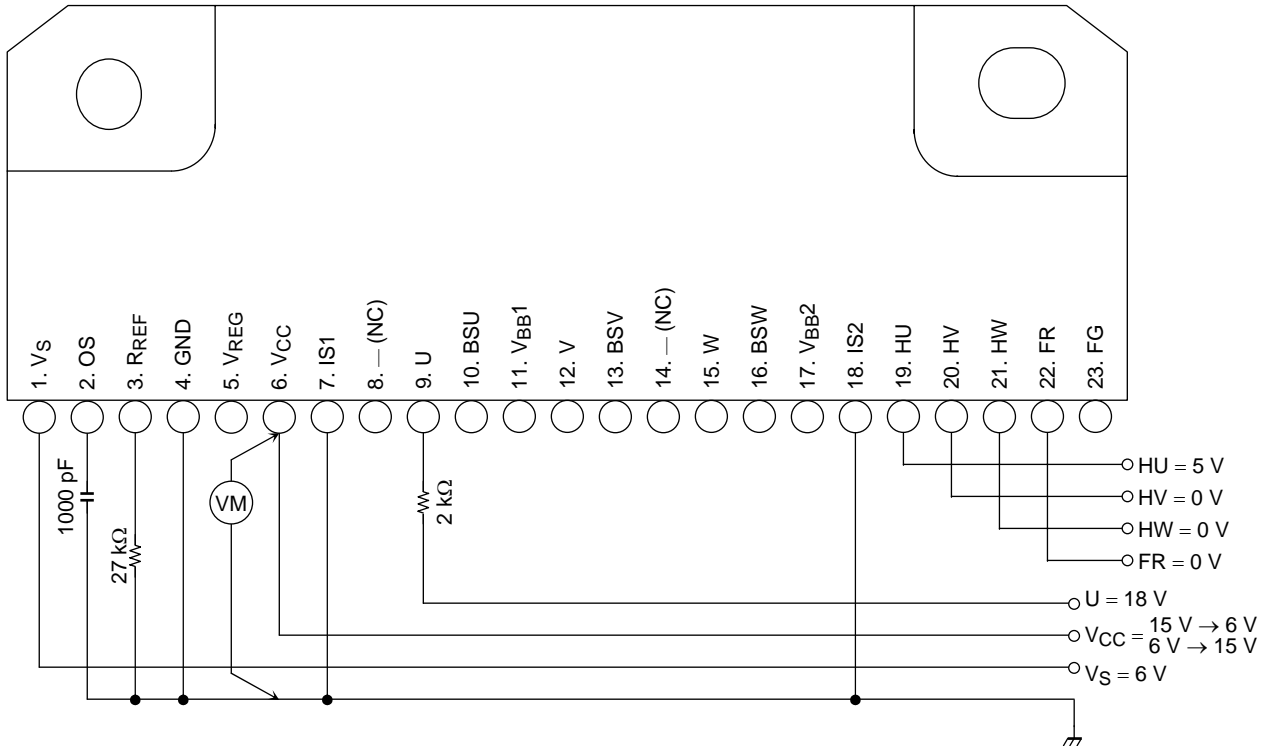 1. VS
2. OS
3. RREF
4. GND
5. VREG
6. VCC
7. IS1
8. — (NC)
9. U
10. BSU
11. VBB1
12. V
13. BSV
14. — (NC)
15. W
16. BSW
17. VBB2
18. IS2
19. HU
20. HV
21. HW
22. FR
23. FG
1000 pF
27 kΩ
VM
2 kΩ
HU = 5 V
HV = 0 V
HW = 0 V
FR = 0 V
U = 18 V
VCC = 15 V → 6 V
6 V → 15 V
VS = 6 V